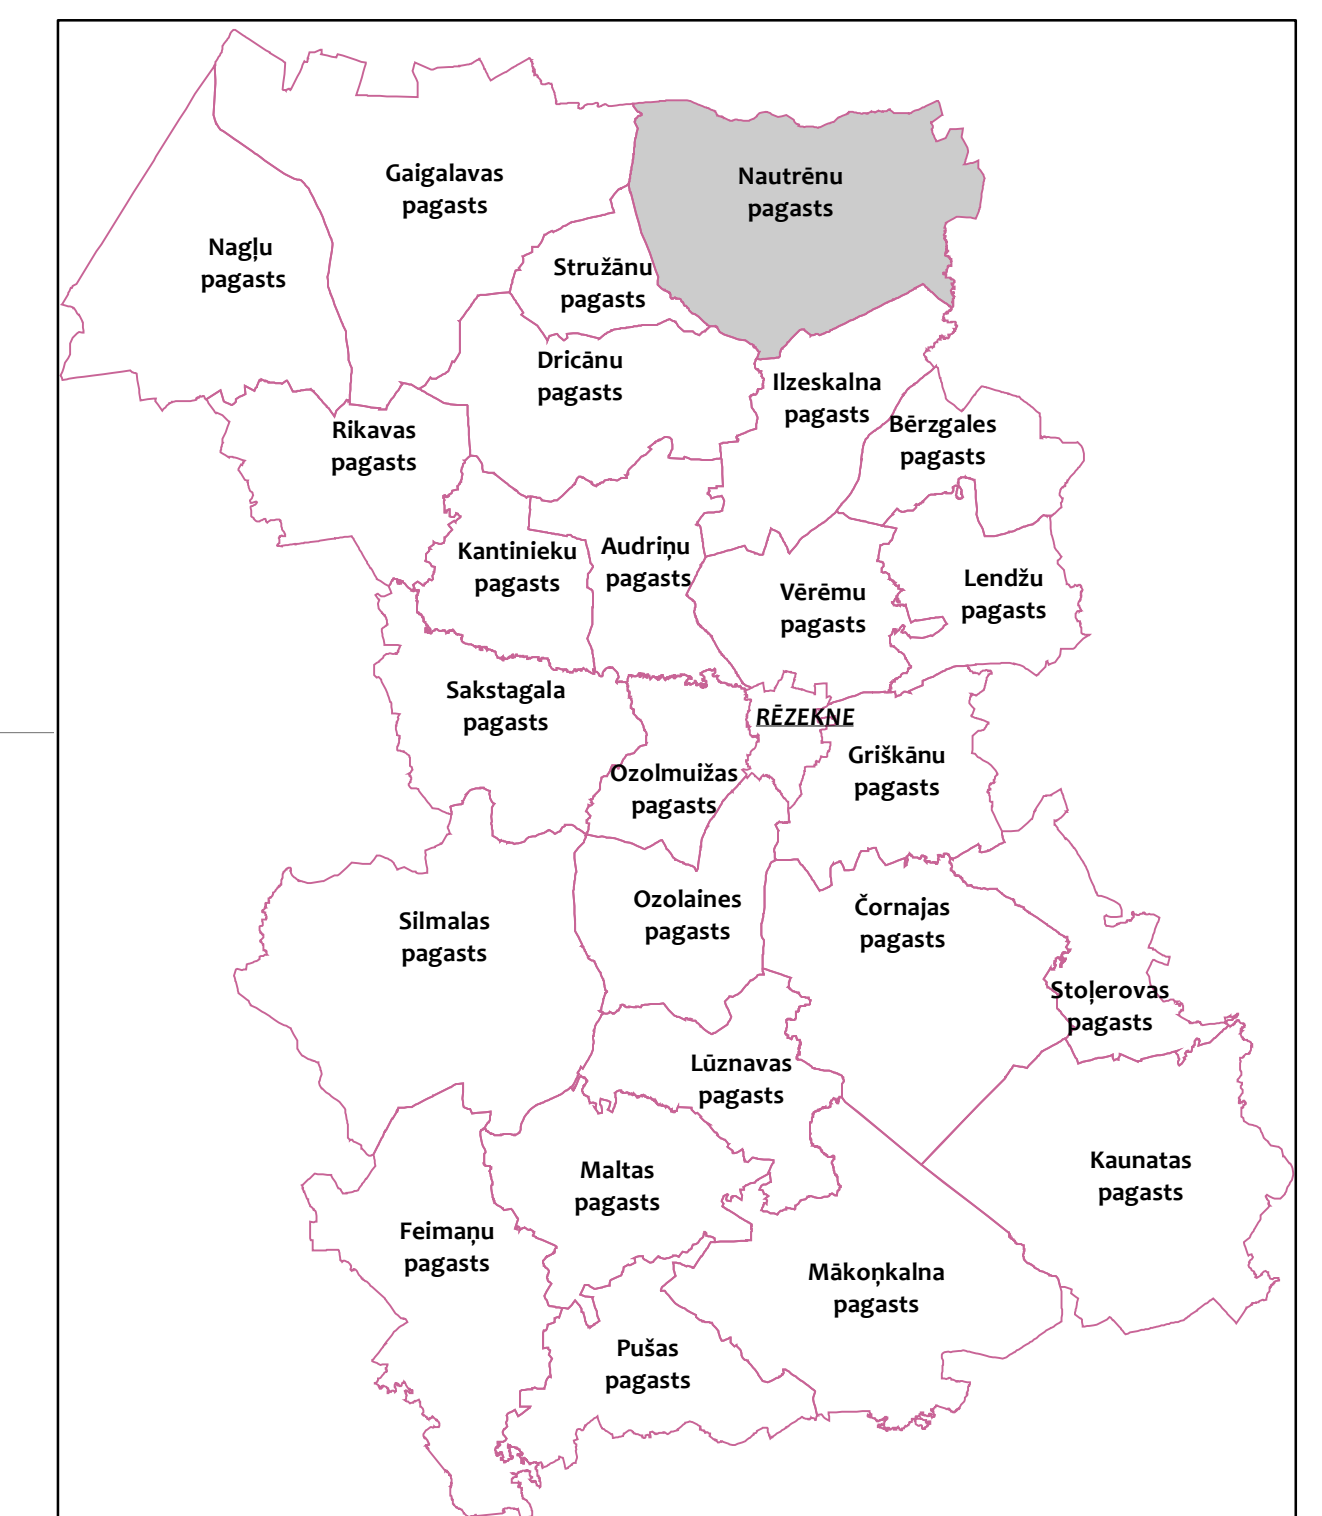 Gaigalavas
pagasts
Nautrēnu
pagasts
Nagļu
pagasts
Stružānu
pagasts
Dricānu
pagasts
Ilzeskalna
pagasts
Rikavas
pagasts
Bērzgales
pagasts
Kantinieku
pagasts
Audriņu
pagasts
Vērēmu
pagasts
Lendžu
pagasts
Sakstagala
pagasts
RĒZEKNE
Ozolmuižas
pagasts
Griškānu
pagasts
Silmalas
pagasts
Ozolaines
pagasts
Čornajas
pagasts
Stoļerovas
pagasts
Lūznavas
pagasts
Maltas
pagasts
Kaunatas
pagasts
Feimaņu
pagasts
Mākoņkalna
pagasts
Pušas
pagasts